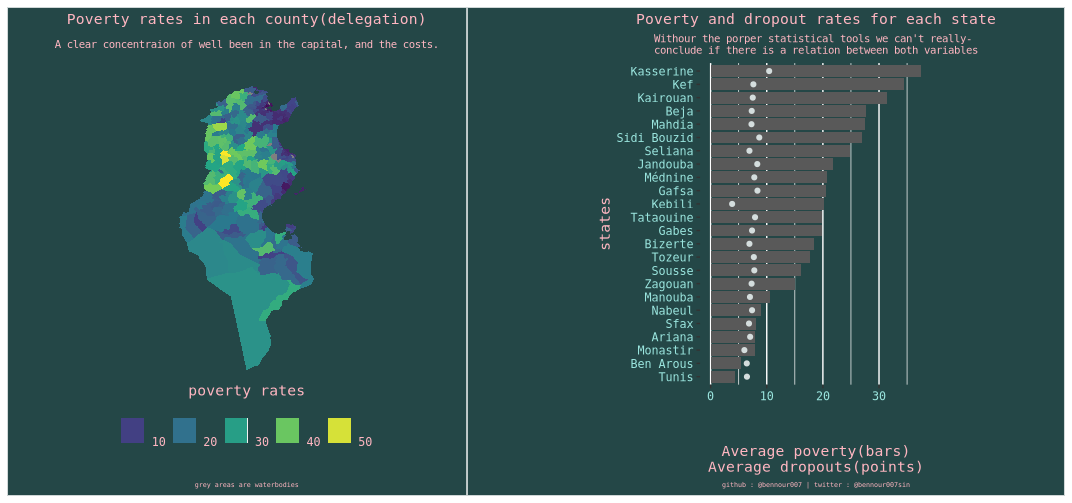 Poverty rates in each county(delegation)
A clear concentraion of well been in the capital, and the costs.
poverty rates
10 20 30 40 50
grey areas are waterbodies
Poverty and dropout rates for each state
Withour the porper statistical tools we can't really-
conclude if there is a relation between both variables
states
Kasserine
Kef
Kairouan
Beja
Mahdia
Sidi Bouzid
Seliana
Jandouba
Médnine
Gafsa
Kebili
Tataouine
Gabes
Bizerte
Tozeur
Sousse
Zagouan
Manouba
Nabeul
Sfax
Ariana
Monastir
Ben Arous
Tunis
0 10 20 30
Average poverty(bars)
Average dropouts(points)
github : @bennour007 | twitter : @bennour007sin